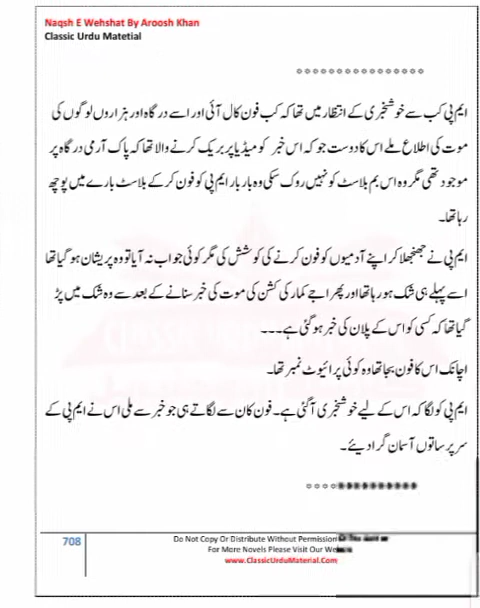 Naqsh E Wehshat By Aroosh Khan
Classic Urdu Matetial
ایم پی کب سے خوشخبری کے انتظار میں تھا کہ کب فون کال آئی اور اسے درگاہ اور ہزاروں لوگوں کی
موت کی اطلاع ملے اس کا دوست جو کہ اس خبر کو میڈیا پر بریک کرنے والا تھا کہ پاک آرمی درگاہ پر
موجود تھی مگر وہ اس بم بلاسٹ کو نہیں روک سکی وہ بار بار ایم پی کو فون کر کے بلاسٹ بارے میں پوچھ
رہا تھا۔
ایم پی نے جھنجھلا کر اپنے آدمیوں کو فون کرنے کی کوشش کی مگر کوئی جواب نہ آیا تو وہ پریشان ہو گیا تھا
اسے پہلے ہی شک ہو رہا تھا اور پھر اجے کمار کی کشن کی موت کی خبر سنانے کے بعد سے وہ شک میں پڑ
گیا تھا کہ کسی کو اس کے پلان کی خبر ہو گئی ہے۔۔۔
اچانک اس کا فون بجا تھا وہ کوئی پرائیوٹ نمبر تھا۔
ایم پی کو لگا کہ اس کے لیے خوشخبری آگئی ہے۔ فون کان سے لگاتے ہی جو خبر سے ملی اس نے ایم پی کے
سر پر ساتوں آسمان گرا دیئے۔
708
Do Not Copy Or Distribute Without Permission
For More Novels Please Visit Our
www.ClassicUrduMaterial.Com